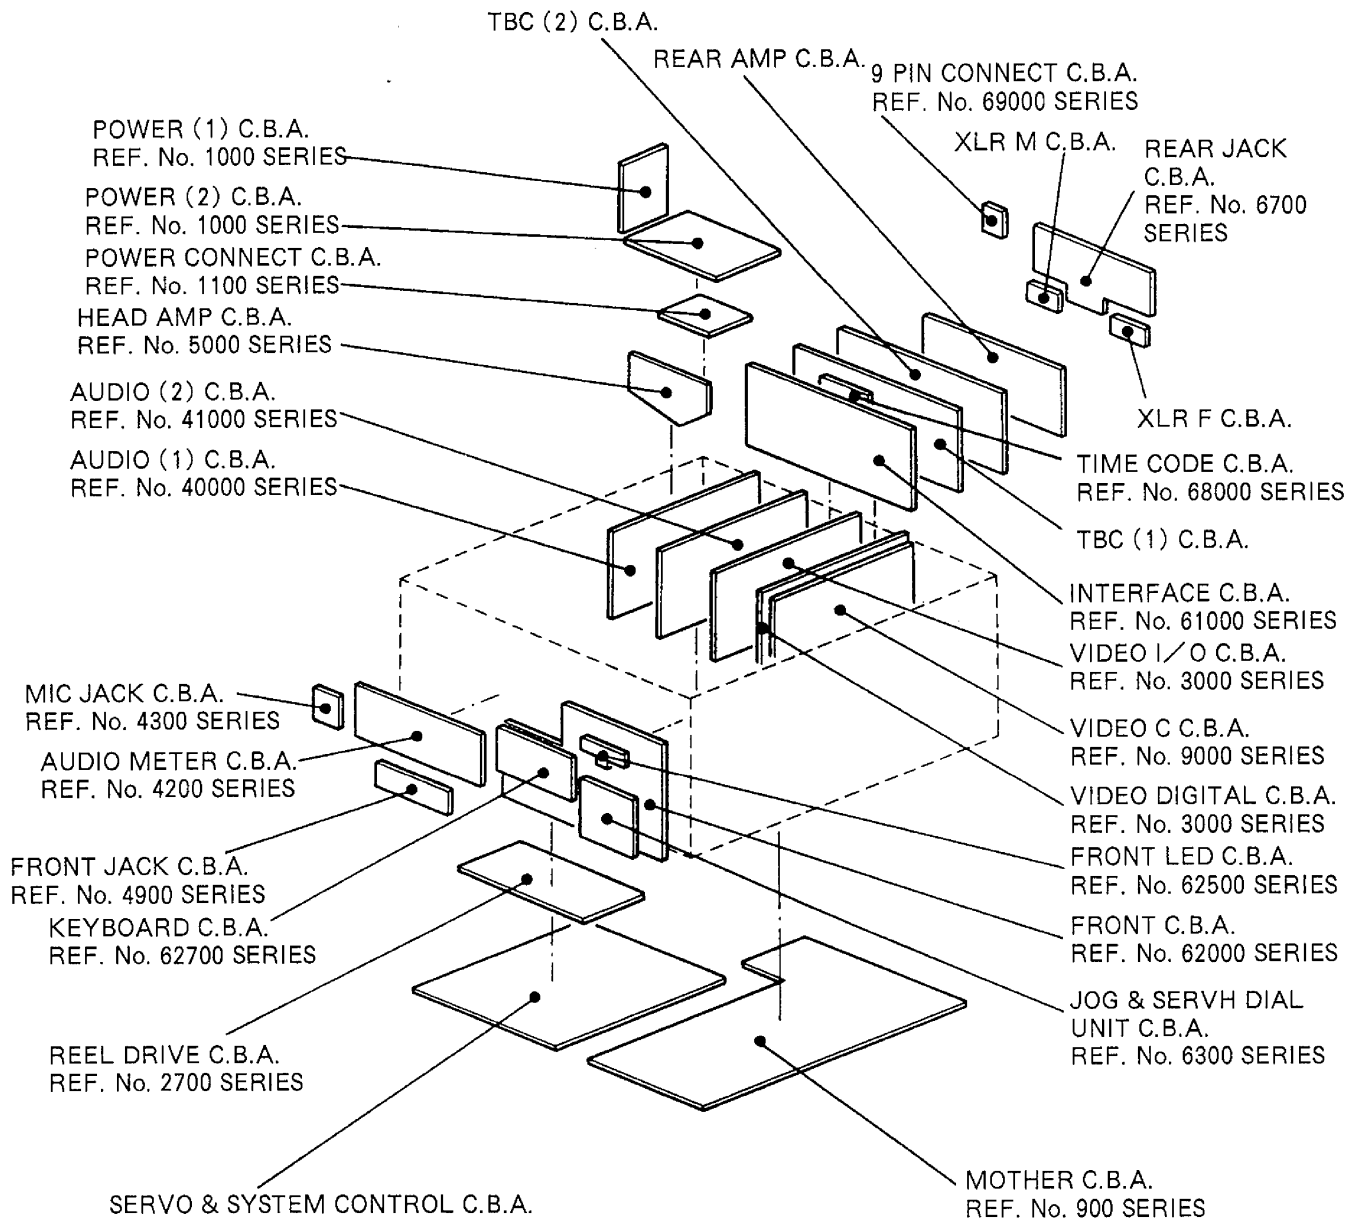 TBC (2) C.B.A.
REAR AMP C.B.A.
9 PIN CONNECT C.B.A.
REF. No. 69000 SERIES
XLR M C.B.A.
REAR JACK
C.B.A.
REF. No. 6700
SERIES
POWER (1) C.B.A.
REF. No. 1000 SERIES
POWER (2) C.B.A.
REF. No. 1000 SERIES
POWER CONNECT C.B.A.
REF. No. 1100 SERIES
HEAD AMP C.B.A.
REF. No. 5000 SERIES
AUDIO (2) C.B.A.
REF. No. 41000 SERIES
AUDIO (1) C.B.A.
REF. No. 40000 SERIES
XLR F C.B.A.
TIME CODE C.B.A.
REF. No. 68000 SERIES
TBC (1) C.B.A.
INTERFACE C.B.A.
REF. No. 61000 SERIES
VIDEO I/O C.B.A.
REF. No. 3000 SERIES
VIDEO C C.B.A.
REF. No. 9000 SERIES
VIDEO DIGITAL C.B.A.
REF. No. 3000 SERIES
FRONT LED C.B.A.
REF. No. 62500 SERIES
FRONT C.B.A.
REF. No. 62000 SERIES
JOG & SERVH DIAL
UNIT C.B.A.
REF. No. 6300 SERIES
MIC JACK C.B.A.
REF. No. 4300 SERIES
AUDIO METER C.B.A.
REF. No. 4200 SERIES
FRONT JACK C.B.A.
REF. No. 4900 SERIES
KEYBOARD C.B.A.
REF. No. 62700 SERIES
REEL DRIVE C.B.A.
REF. No. 2700 SERIES
SERVO & SYSTEM CONTROL C.B.A.
MOTHER C.B.A.
REF. No. 900 SERIES